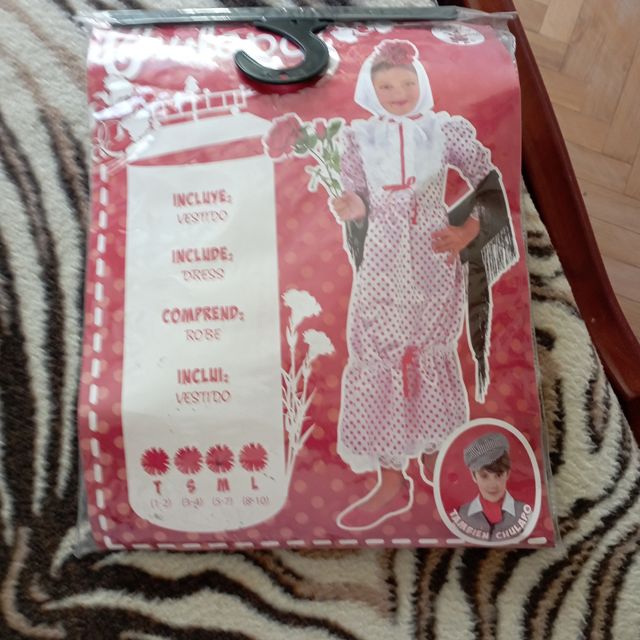 INCLUYE:
VESTIDO
INCLUDE:
DRESS
COMPREND:
ROBE
INCLUI:
VESTIDO
T S M L
(1-2) (3-4) (5-7) (8-10)
TAMBIEN CHULAPO